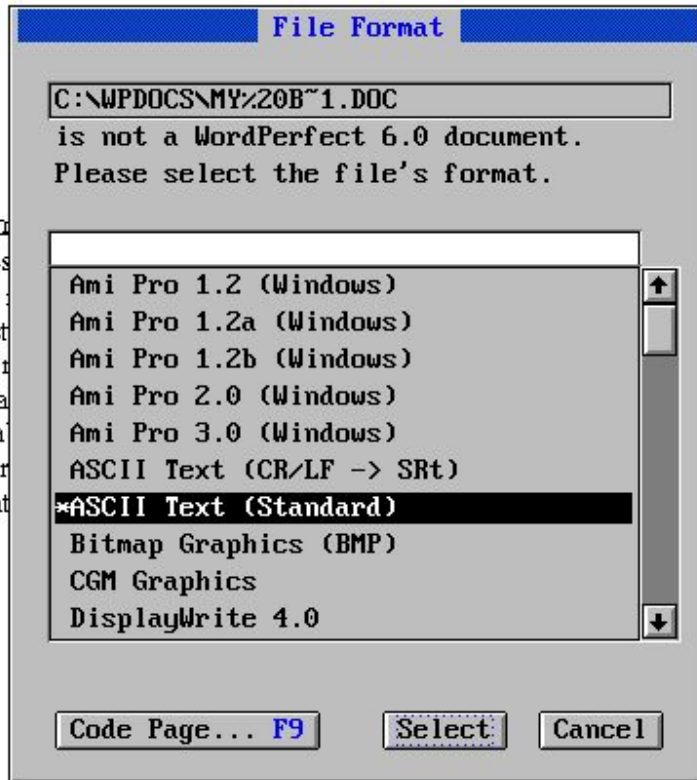 File Format
C:\WPDOCS\MY%20B~1.DOC
is not a WordPerfect 6.0 document.
Please select the file's format.
Ami Pro 1.2 (Windows)
Ami Pro 1.2a (Windows)
Ami Pro 1.2b (Windows)
Ami Pro 2.0 (Windows)
Ami Pro 3.0 (Windows)
ASCII Text (CR/LF -> SRt)
*ASCII Text (Standard)
Bitmap Graphics (BMP)
CGM Graphics
DisplayWrite 4.0
Code Page... F9 Select Cancel